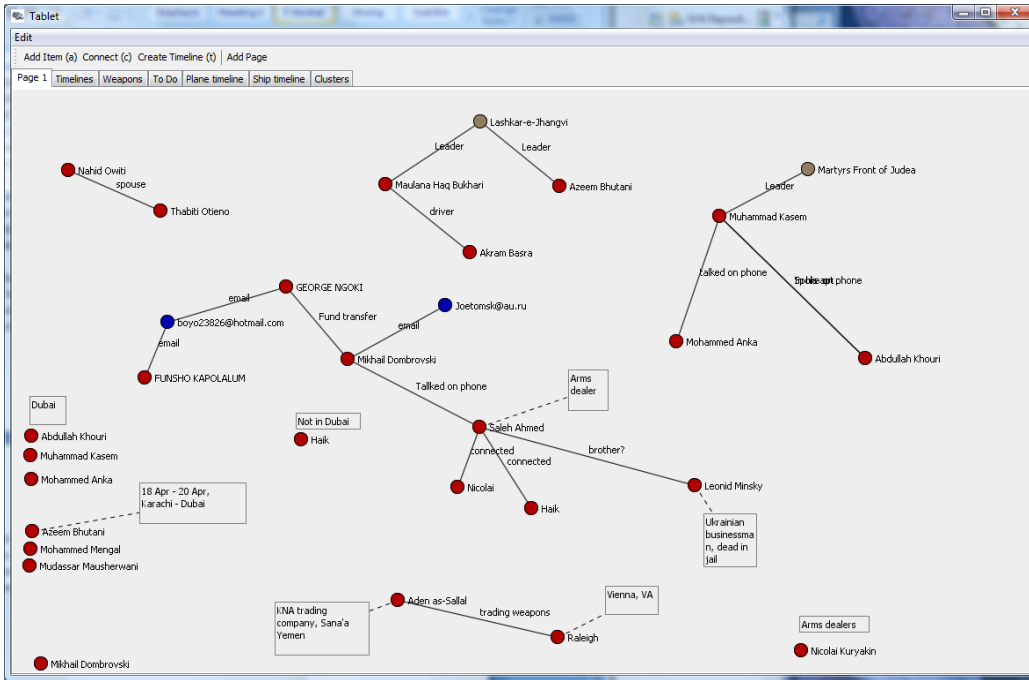 Tablet
Edit
Add Item (a) Connect (c) Create Timeline (t) Add Page
Page 1 Timelines Weapons To Do Plane timeline Ship timeline Clusters
Lashkar-e-Jhangvi
Leader
Leader
Nahid Owiti
spouse
Thabiti Otieno
Maulana Haq Bukhari
Azeem Bhutani
driver
Akram Basra
Martyrs Front of Judea
Leader
Muhammad Kasem
talked on phone
phone
Mohammed Anka
Abdullah Khouri
GEORGE NGOKI
email
Fund transfer
Joetomsk@au.ru
email
boyo23826@hotmail.com
email
Mikhail Dombrovski
FUNSHO KAPOLALUM
Tallked on phone
Arms
dealer
Dubai
Abdullah Khouri
Muhammad Kasem
Mohammed Anka
Not in Dubai
Haik
Saleh Ahmed
connected
connected
brother?
Nicolai
Haik
Leonid Minsky
Ukrainian
businessma
n, dead in
jail
18 Apr - 20 Apr,
Karachi - Dubai
Azeem Bhutani
Mohammed Mengal
Mudassar Mausherwani
KNA trading
company, Sana'a
Yemen
Aden as-Sallal
trading weapons
Vienna, VA
Raleigh
Arms dealers
Nicolai Kuryakin
Mikhail Dombrovski